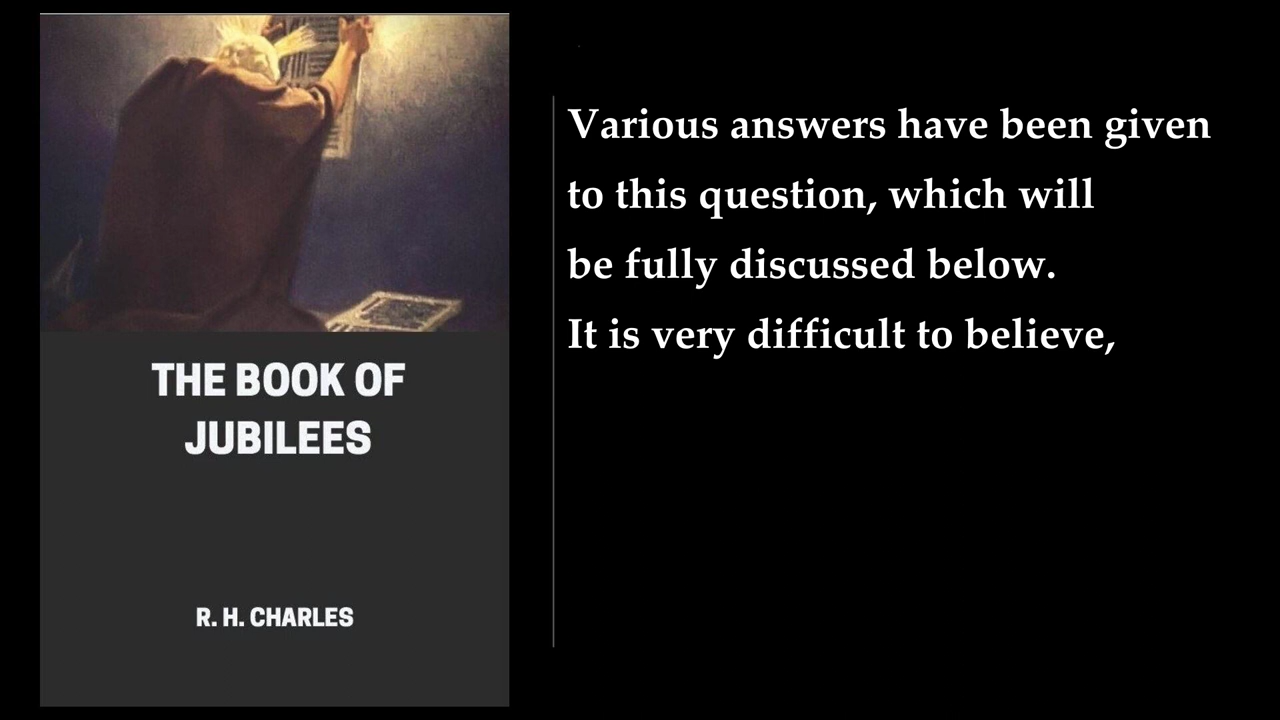 THE BOOK OF
JUBILEES
R. H. CHARLES
Various answers have been given
to this question, which will
be fully discussed below.
It is very difficult to believe,